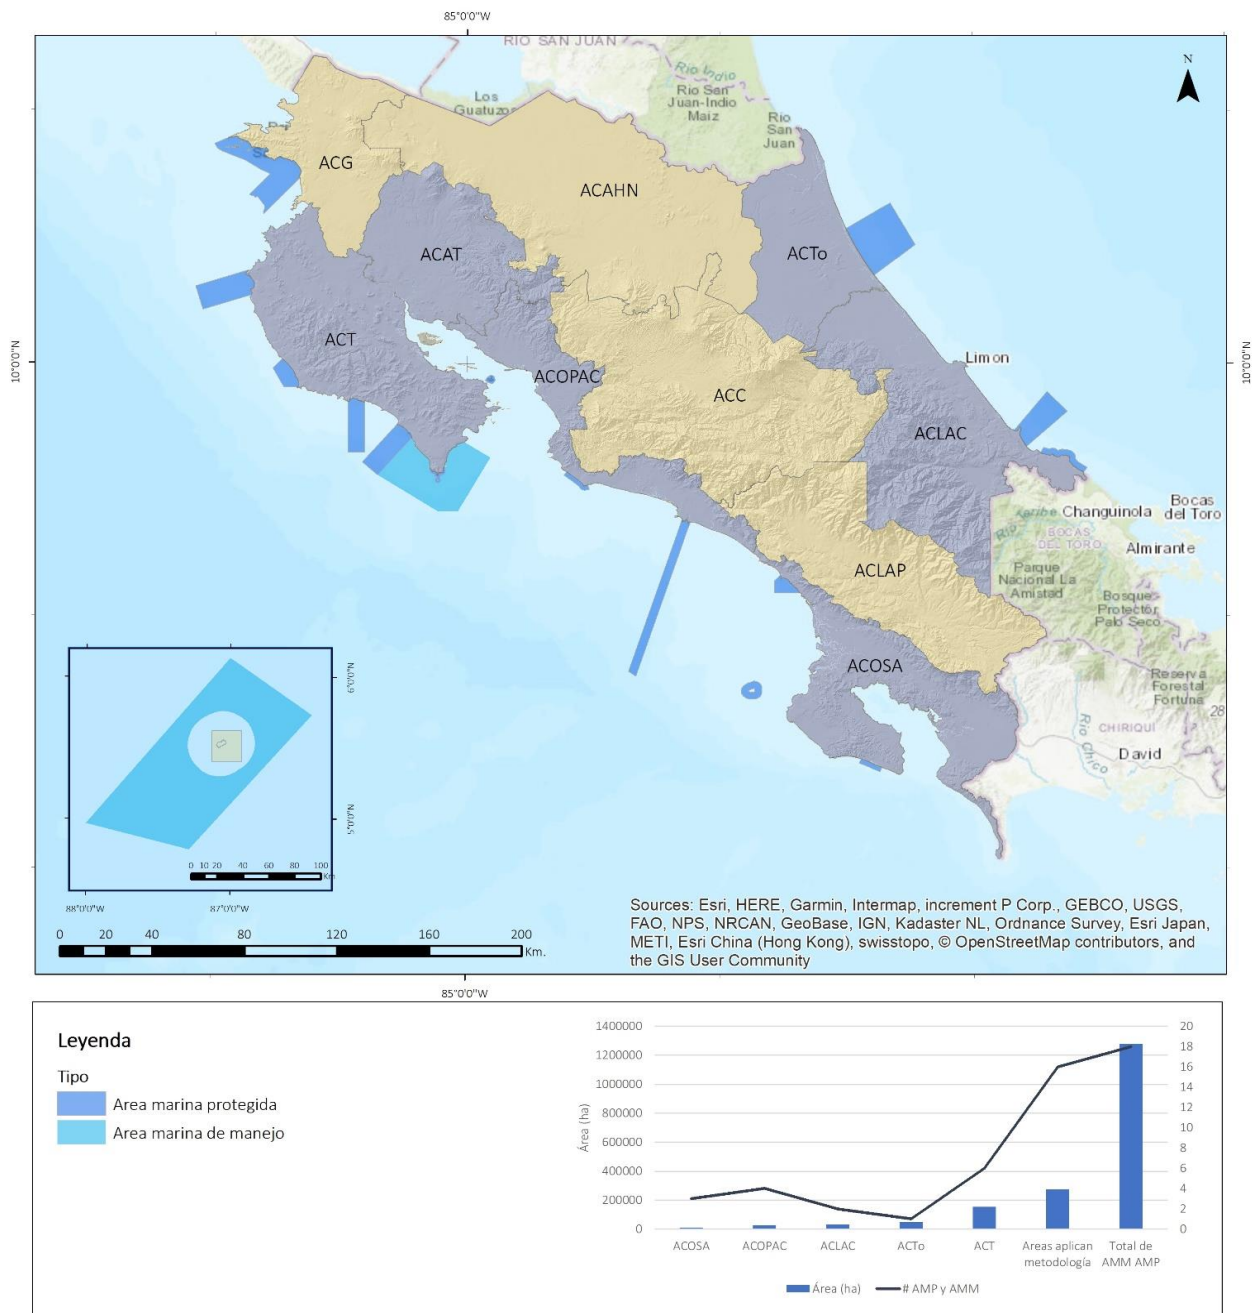 85°0'0"W
RIO SAN JUAN
N
Rio Indio
Los
Guatuzos
Rio San
Juan-Indio
Maiz
Rio
San
Juan
ACG
ACAHN
ACAT
ACTo
ACT
10°0'0"N
10°0'0"N
Limon
ACOPAC
ACC
ACLAC
Bocas
del Toro
Changuinola
BOCAS
DEL TORO
Almirante
ACLAP
Parque
Nacional La
Amistad
Bosque
Protector
Palo Seco
ACOSA
Reserva
Forestal
Fortuna
28
CHIRIQUI
Rio Chico
David
6°0'0"N
5°0'0"N
0 10 20 40 60 80 100
Km
88°0'0"W
87°0'0"W
0 20 40 80 120 160 200
Km.
Sources: Esri, HERE, Garmin, Intermap, increment P Corp., GEBCO, USGS,
FAO, NPS, NRCAN, GeoBase, IGN, Kadaster NL, Ordnance Survey, Esri Japan,
METI, Esri China (Hong Kong), swisstopo, © OpenStreetMap contributors, and
the GIS User Community
85°0'0"W
Leyenda
Tipo
Area marina protegida
Area marina de manejo
1400000
1200000
1000000
800000
600000
400000
200000
0
Área (ha)
20
18
16
14
12
10
8
6
4
2
0
ACOSA
ACOPAC
ACLAC
ACTo
ACT
Areas aplican
metodología
Total de
AMM AMP
Área (ha)
# AMP y AMM